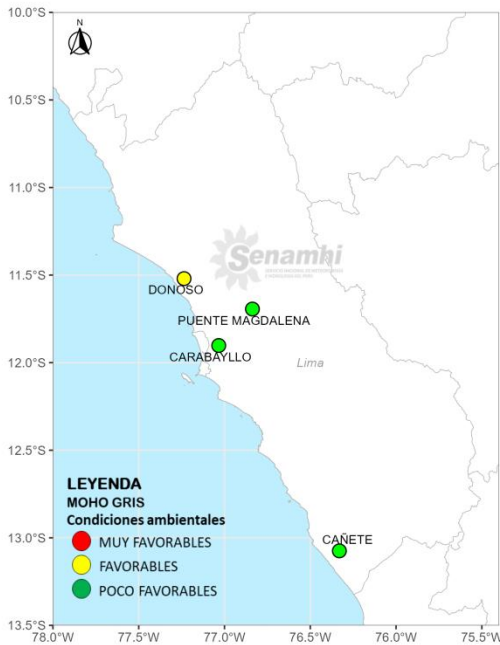 10.0°S
N
10.5°S
11.0°S
Senamhi
11.5°S
DONOSO
PUENTE MAGDALENA
CARABAYLLO
12.0°S
Lima
12.5°S
LEYENDA
MOHO GRIS
Condiciones ambientales
MUY FAVORABLES
FAVORABLES
POCO FAVORABLES
CAÑETE
13.0°S
13.5°S
78.0°W 77.5°W 77.0°W 76.5°W 76.0°W 75.5°W